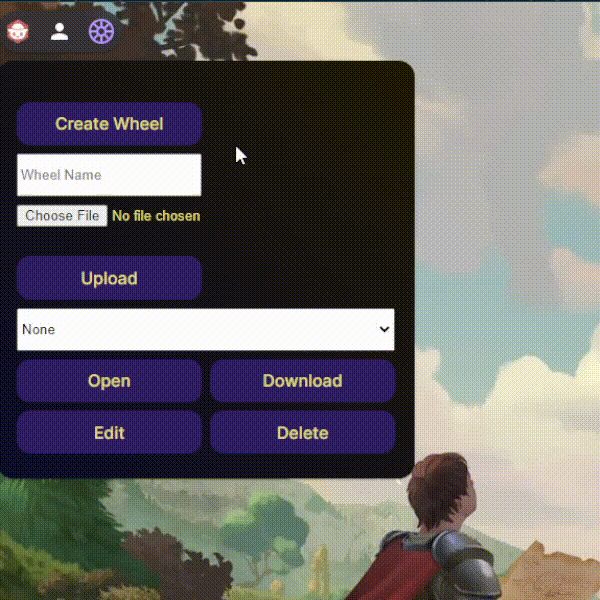 Create Wheel
Wheel Name
Choose File No file chosen
Upload
None
Open Download
Edit Delete